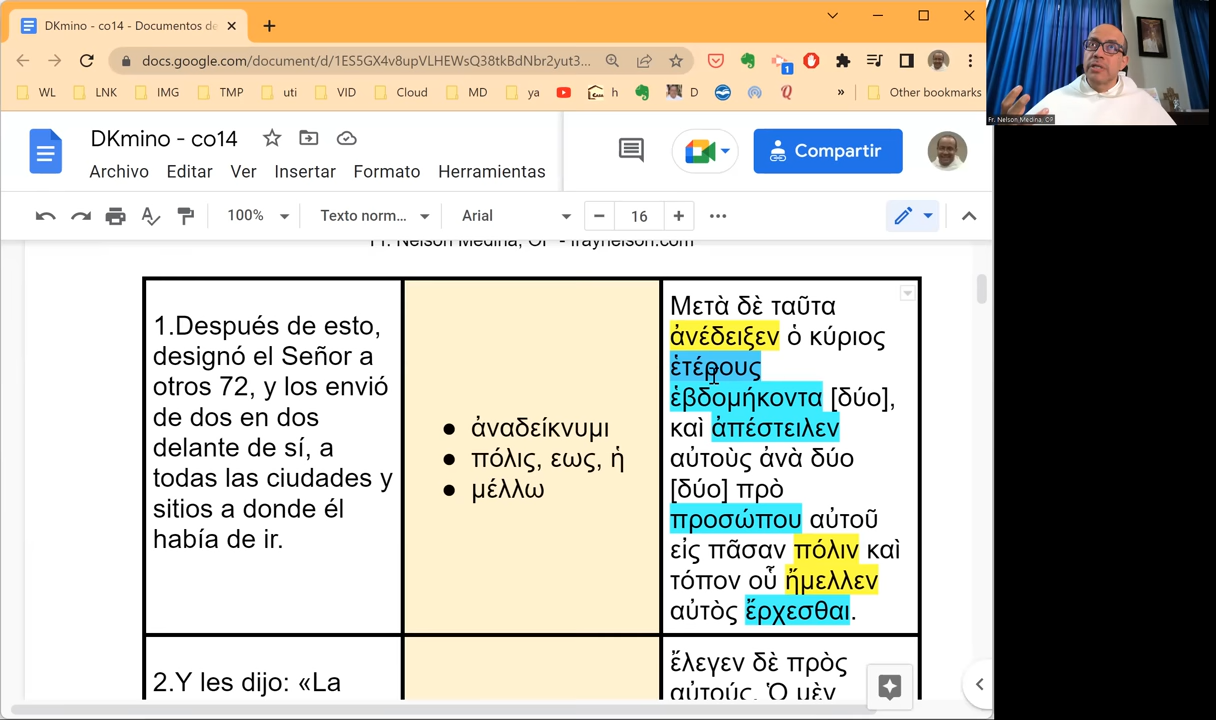 DKmino - co14 - Documentos de
docs.google.com/document/d/1ES5GX4v8upVLHEWsQ38tkBdNbr2yut3...
WL LNK IMG TMP uti VID Cloud MD ya h D » Other bookmarks
Fr. Nelson Medina, OP
DKmino - co14
Compartir
Archivo Editar Ver Insertar Formato Herramientas
100% Texto norm... Arial 16
Fr. Nelson Medina, OP - fraynelson.com
1.Después de esto,
designó el Señor a
otros 72, y los envió
de dos en dos
delante de sí, a
todas las ciudades y
sitios a donde él
había de ir.
● ἀναδείκνυμι
● πόλις, εως, ἡ
● μέλλω
Μετὰ δὲ ταῦτα
ἀνέδειξεν ὁ κύριος
ἑτέρους
ἑβδομήκοντα [δύο],
καὶ ἀπέστειλεν
αὐτοὺς ἀνὰ δύο
[δύο] πρὸ
προσώπου αὐτοῦ
εἰς πᾶσαν πόλιν καὶ
τόπον οὗ ἤμελλεν
αὐτὸς ἔρχεσθαι.
2.Y les dijo: «La
ἔλεγεν δὲ πρὸς
αὐτούς, Ὁ μὲν